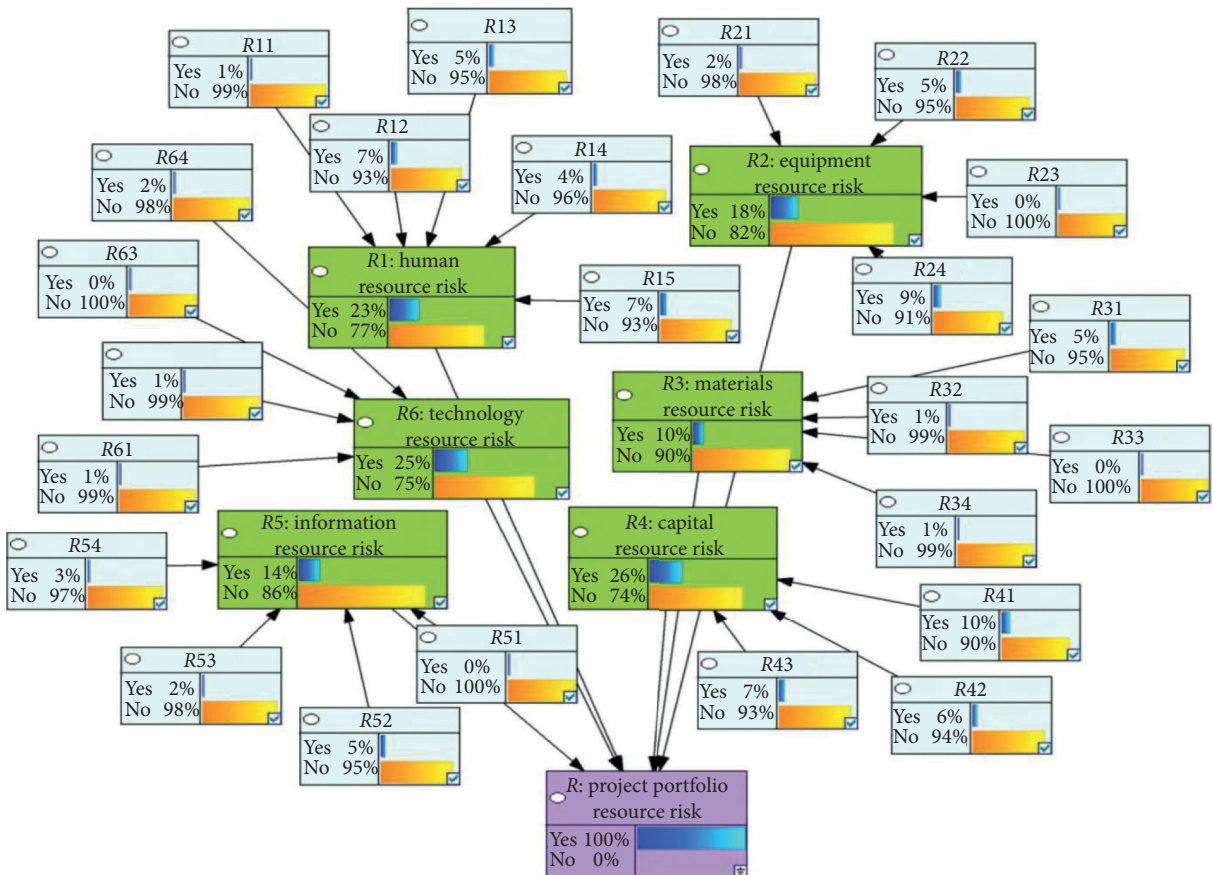 R11
Yes 1%
No 99%
R13
Yes 5%
No 95%
R21
Yes 2%
No 98%
R22
Yes 5%
No 95%
R12
Yes 7%
No 93%
R64
Yes 2%
No 98%
R14
Yes 4%
No 96%
R2: equipment
resource risk
Yes 18%
No 82%
R23
Yes 0%
No 100%
R63
Yes 0%
No 100%
R1: human
resource risk
Yes 23%
No 77%
R15
Yes 7%
No 93%
R24
Yes 9%
No 91%
R31
Yes 5%
No 95%
Yes 1%
No 99%
R6: technology
resource risk
Yes 25%
No 75%
R3: materials
resource risk
Yes 10%
No 90%
R32
Yes 1%
No 99%
R33
Yes 0%
No 100%
R61
Yes 1%
No 99%
R34
Yes 1%
No 99%
R5: information
resource risk
Yes 14%
No 86%
R4: capital
resource risk
Yes 26%
No 74%
R54
Yes 3%
No 97%
R41
Yes 10%
No 90%
R51
Yes 0%
No 100%
R53
Yes 2%
No 98%
R43
Yes 7%
No 93%
R42
Yes 6%
No 94%
R52
Yes 5%
No 95%
R: project portfolio
resource risk
Yes 100%
No 0%